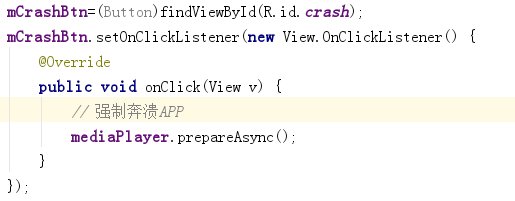 mCrashBtn=(Button)findViewById(R.id.crash);
mCrashBtn.setOnClickListener(new View.OnClickListener() {
@Override
public void onClick(View v) {
// 强制奔溃APP
mediaPlayer.prepareAsync();
}
});